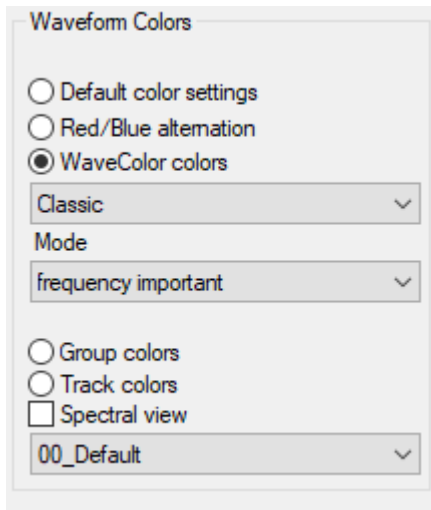 Waveform Colors
Default color settings
Red/Blue alternation
WaveColor colors
Classic
Mode
frequency important
Group colors
Track colors
Spectral view
00_Default